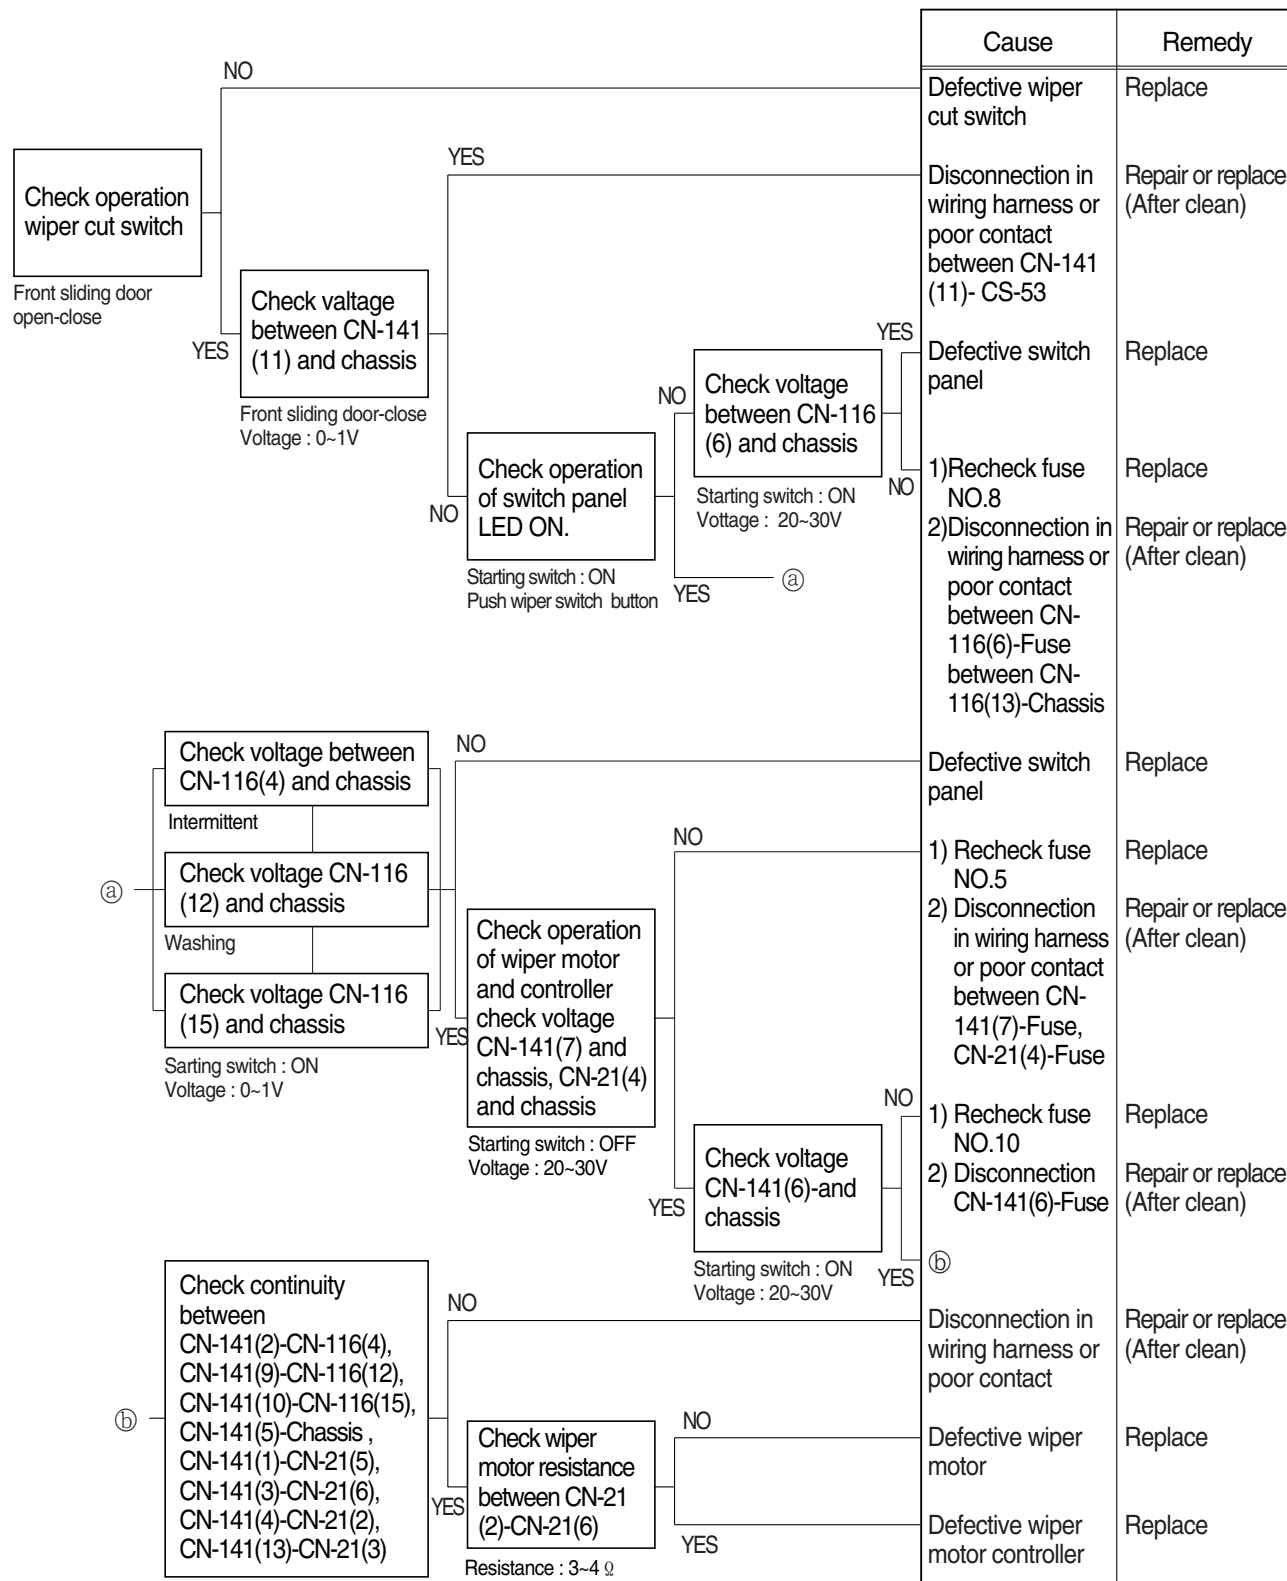 Cause
Remedy
NO
Defective wiper
cut switch
Replace
Check operation
wiper cut switch
Front sliding door
open-close
YES
Disconnection in
wiring harness or
poor contact
between CN-141
(11)- CS-53
Repair or replace
(After clean)
YES
Check valtage
between CN-141
(11) and chassis
Front sliding door-close
Voltage : 0~1V
YES
Defective switch
panel
Replace
NO
Check voltage
between CN-116
(6) and chassis
Starting switch : ON
Vottage : 20~30V
NO
1)Recheck fuse
NO.8
Replace
2)Disconnection in
wiring harness or
poor contact
between CN-
116(6)-Fuse
between CN-
116(13)-Chassis
Repair or replace
(After clean)
NO
Check operation
of switch panel
LED ON.
Starting switch : ON
Push wiper switch button
YES
ⓐ
Check voltage between
CN-116(4) and chassis
Intermittent
NO
Defective switch
panel
Replace
ⓐ
Check voltage CN-116
(12) and chassis
Washing
Check voltage CN-116
(15) and chassis
Sarting switch : ON
Voltage : 0~1V
YES
Check operation
of wiper motor
and controller
check voltage
CN-141(7) and
chassis, CN-21(4)
and chassis
Starting switch : OFF
Voltage : 20~30V
NO
1) Recheck fuse
NO.5
Replace
2) Disconnection
in wiring harness
or poor contact
between CN-
141(7)-Fuse,
CN-21(4)-Fuse
Repair or replace
(After clean)
YES
Check voltage
CN-141(6)-and
chassis
Starting switch : ON
Voltage : 20~30V
NO
1) Recheck fuse
NO.10
Replace
2) Disconnection
CN-141(6)-Fuse
Repair or replace
(After clean)
YES
ⓑ
ⓑ
Check continuity
between
CN-141(2)-CN-116(4),
CN-141(9)-CN-116(12),
CN-141(10)-CN-116(15),
CN-141(5)-Chassis ,
CN-141(1)-CN-21(5),
CN-141(3)-CN-21(6),
CN-141(4)-CN-21(2),
CN-141(13)-CN-21(3)
NO
Disconnection in
wiring harness or
poor contact
Repair or replace
(After clean)
YES
Check wiper
motor resistance
between CN-21
(2)-CN-21(6)
Resistance : 3~4 Ω
NO
Defective wiper
motor
Replace
YES
Defective wiper
motor controller
Replace